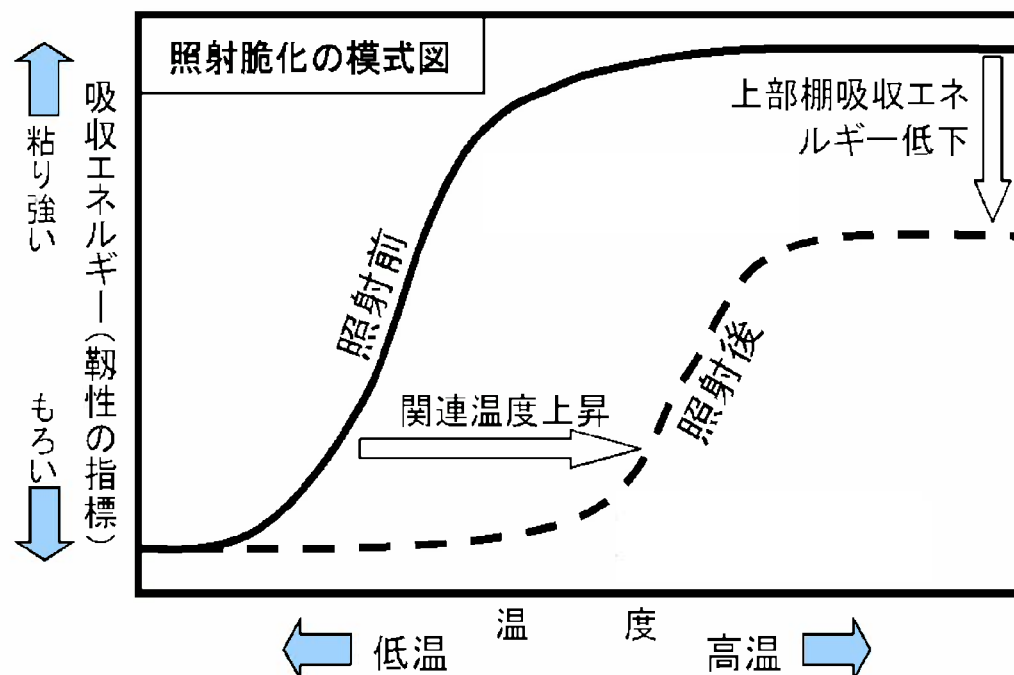 照射脆化の模式図
粘り強い
もろい
吸収エネルギー(靭性の指標)
照射前
上部棚吸収エネ
ルギー低下
関連温度上昇
照射後
温度
低温
高温